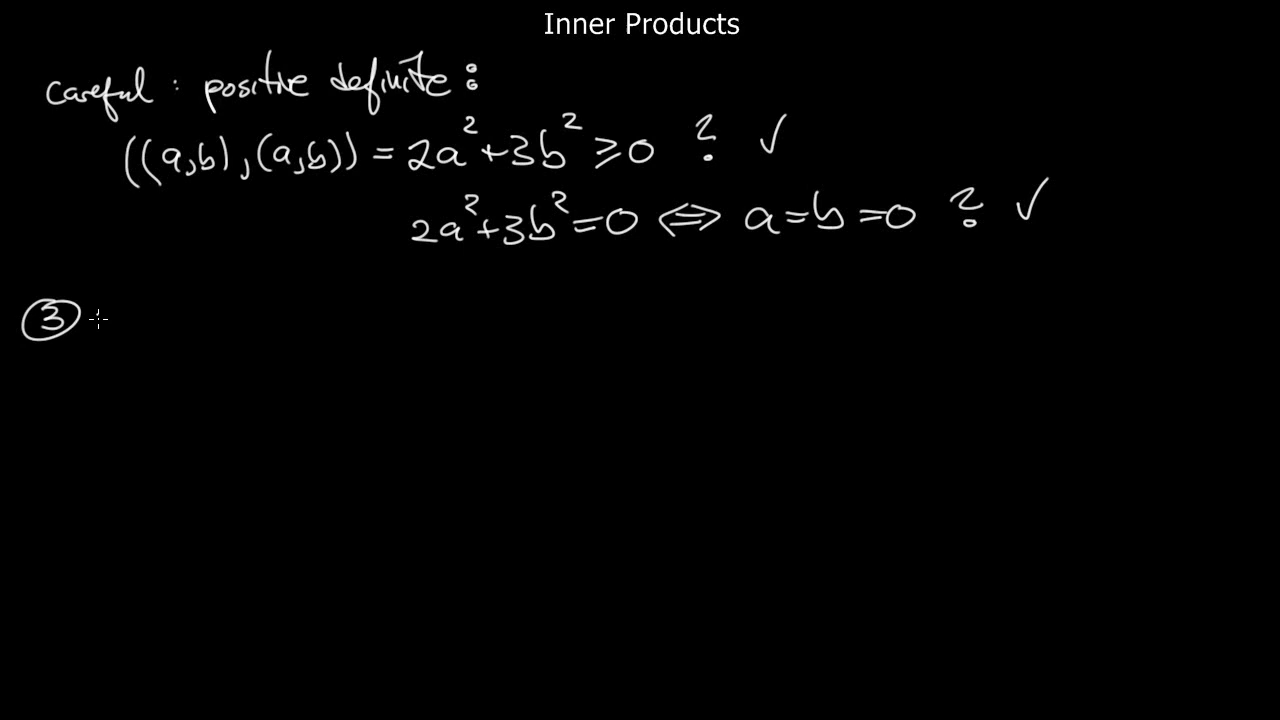 Inner Products
careful : positive definite :
((a,b),(a,b)) = 2a²+3b² ⩾0 ? ✓
2a²+3b²=0 ⇔ a=b=0 ? ✓
③